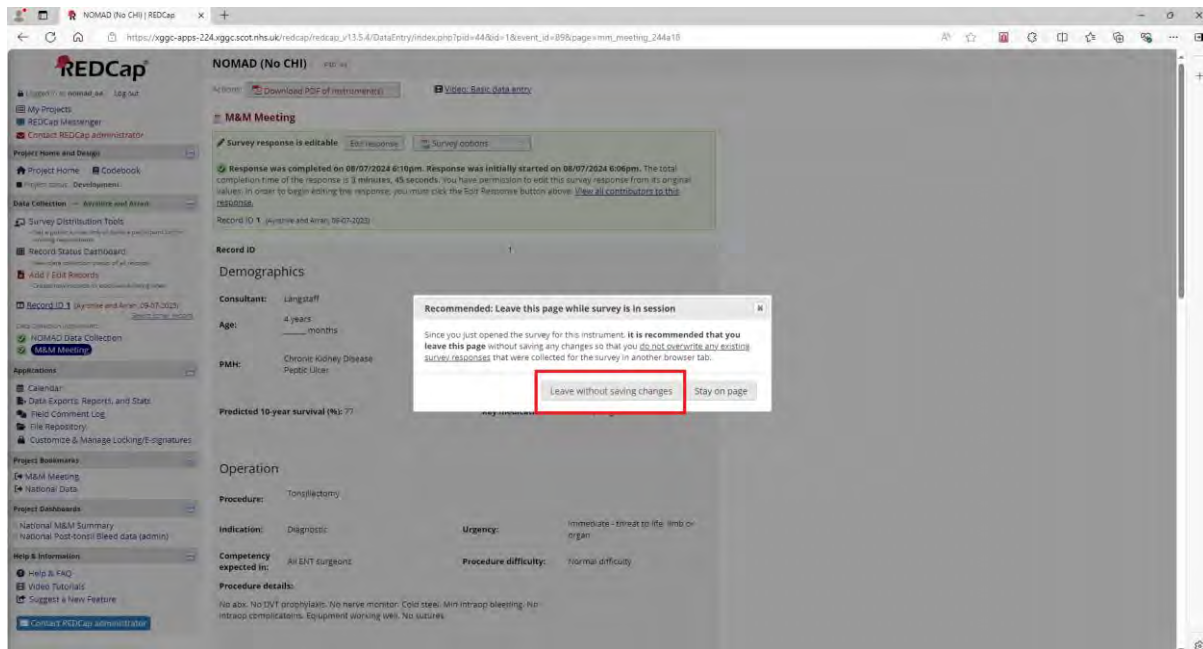 NOMAD (No CHI) | REDCap
https://xggc-apps-224.xggc.scot.nhs.uk/redcap/redcap_v13.5.4/DataEntry/index.php?pid=44&id=1&event_id=89&page=mm_meeting_244a18
REDCap
Logged in as Log out
My Projects
REDCap Messenger
Contact REDCap administrator
Project Home and Design
Project Home Codebook
Project status: Development
Data Collection Ayrshire and Arran
Survey Distribution Tools
Record Status Dashboard
Add / Edit Records
Record ID 1
NOMAD Data Collection
M&M Meeting
Applications
Calendar
Data Exports, Reports, and Stats
Field Comment Log
File Repository
Customize & Manage Locking/E-signatures
Project Bookmarks
M&M Meeting
National Data
Project Dashboards
National M&M Summary
National Post-tonsil Bleed data (admin)
Help & Information
Help & FAQ
Video Tutorials
Suggest a New Feature
Contact REDCap administrator
NOMAD (No CHI)
Actions: Download PDF of instrument(s) Video: Basic data entry
M&M Meeting
Survey response is editable Edit response Survey options
Response was completed on 08/07/2024 6:10pm. Response was initially started on 08/07/2024 6:06pm. The total
completion time of the response is 3 minutes, 45 seconds. You have permission to edit this survey response from its original
values. In order to begin editing the response, you must click the Edit Response button above. View all contributors to this
response.
Record ID 1
Record ID 1
Demographics
Consultant: Langstaff
Age: 4 years
months
PMH: Chronic Kidney Disease
Peptic Ulcer
Predicted 10-year survival (%): 77
Recommended: Leave this page while survey is in session
Since you just opened the survey for this instrument, it is recommended that you
leave this page without saving any changes so that you do not overwrite any existing
survey responses that were collected for the survey in another browser tab.
Leave without saving changes Stay on page
Operation
Procedure: Tonsillectomy
Indication: Diagnostic Urgency: Immediate - threat to life, limb or
organ
Competency
expected in: All ENT surgeons Procedure difficulty: Normal difficulty
Procedure details:
No abx. No DVT prophylaxis. No nerve monitor. Cold steel. Min intraop bleeding. No
intraop complications. Equipment working well. No sutures.